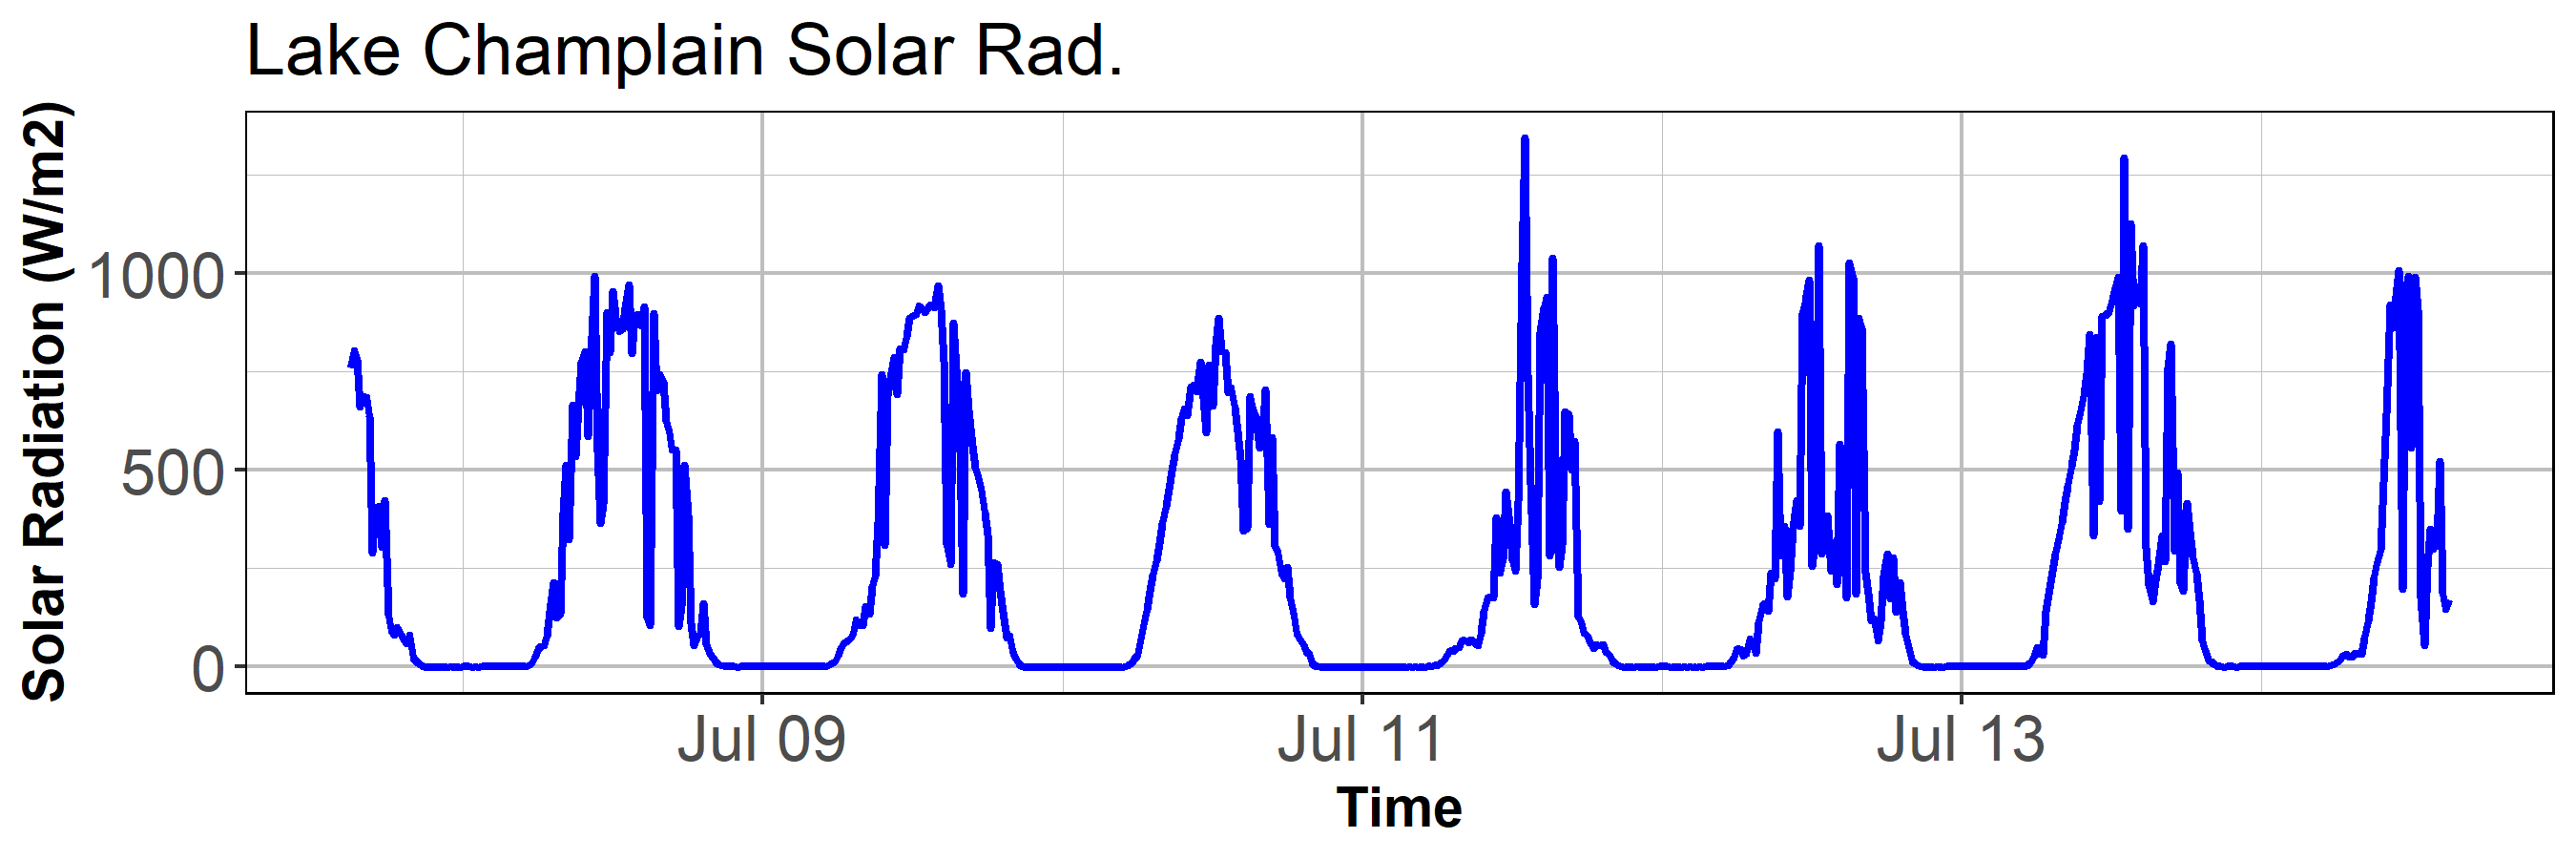 Lake Champlain Solar Rad.
Solar Radiation (W/m2)
1000
500
0
Jul 09
Jul 11
Jul 13
Time